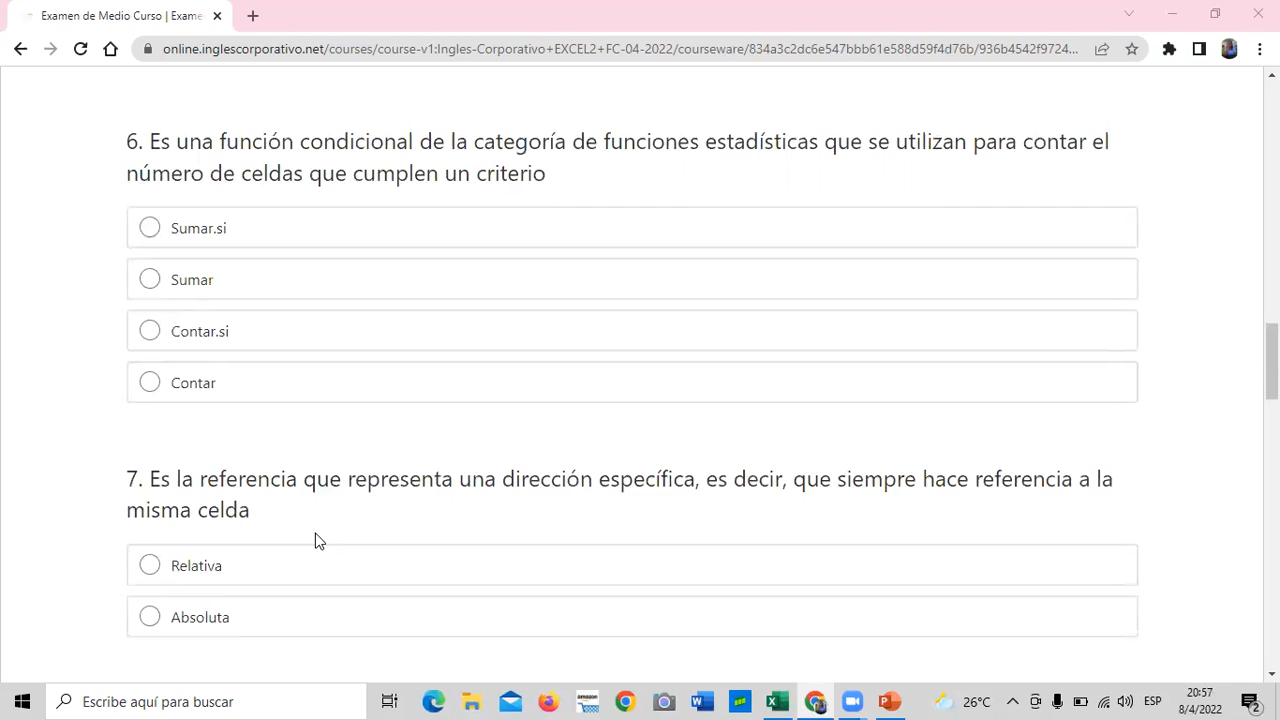 Examen de Medio Curso | Exame
online.inglescorporativo.net/courses/course-v1:Ingles-Corporativo+EXCEL2+FC-04-2022/courseware/834a3c2dc6e547bbb61e588d59f4d76b/936b4542f9724...
6. Es una función condicional de la categoría de funciones estadísticas que se utilizan para contar el
número de celdas que cumplen un criterio
Sumar.si
Sumar
Contar.si
Contar
7. Es la referencia que representa una dirección específica, es decir, que siempre hace referencia a la
misma celda
Relativa
Absoluta
Escribe aquí para buscar
amazon
26°C
ESP
20:57
8/4/2022
2